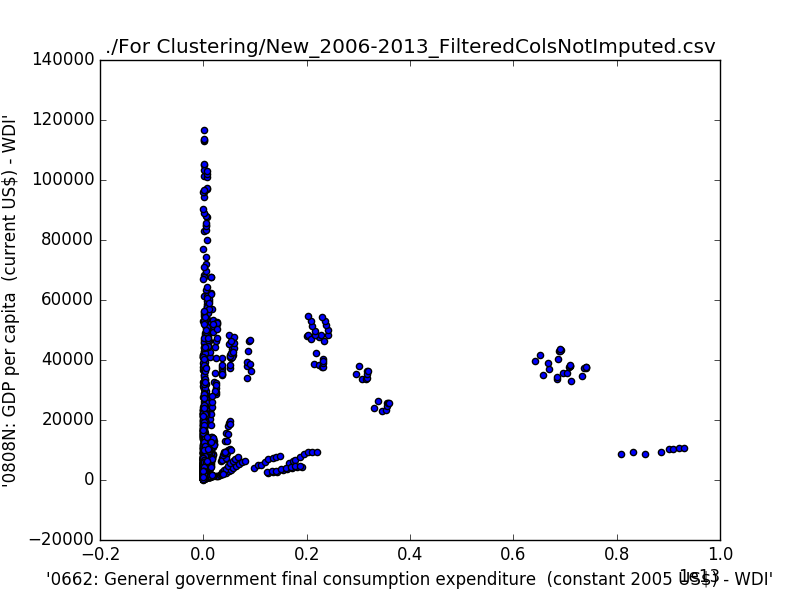 ./For Clustering/New_2006-2013_FilteredColsNotImputed.csv
140000
120000
100000
80000
60000
40000
20000
0
−20000
'0808N: GDP per capita  (current US$) - WDI'
−0.2 0.0 0.2 0.4 0.6 0.8 1.0
1e13
'0662: General government final consumption expenditure  (constant 2005 US$) - WDI'